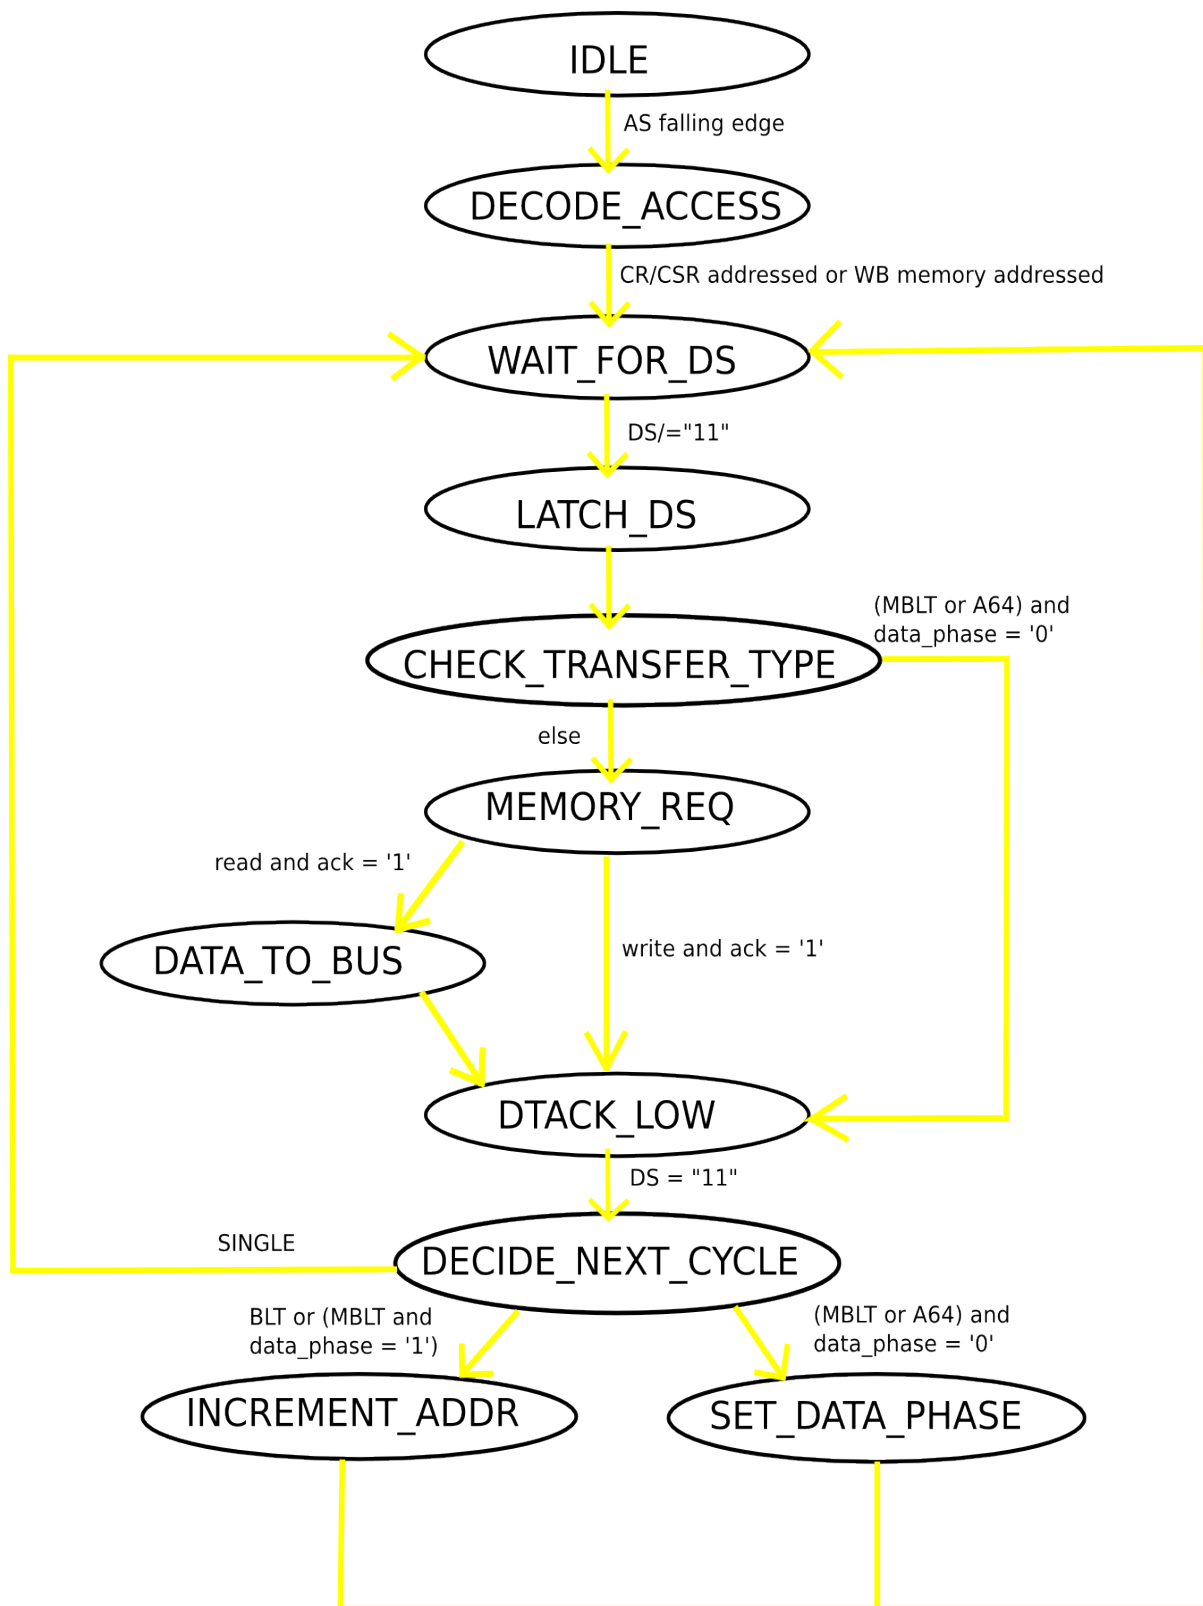 IDLE
AS falling edge
DECODE_ACCESS
CR/CSR addressed or WB memory addressed
WAIT_FOR_DS
DS/="11"
LATCH_DS
(MBLT or A64) and
data_phase = '0'
CHECK_TRANSFER_TYPE
else
MEMORY_REQ
read and ack = '1'
write and ack = '1'
DATA_TO_BUS
DTACK_LOW
DS = "11"
SINGLE
DECIDE_NEXT_CYCLE
BLT or (MBLT and
data_phase = '1')
(MBLT or A64) and
data_phase = '0'
INCREMENT_ADDR
SET_DATA_PHASE